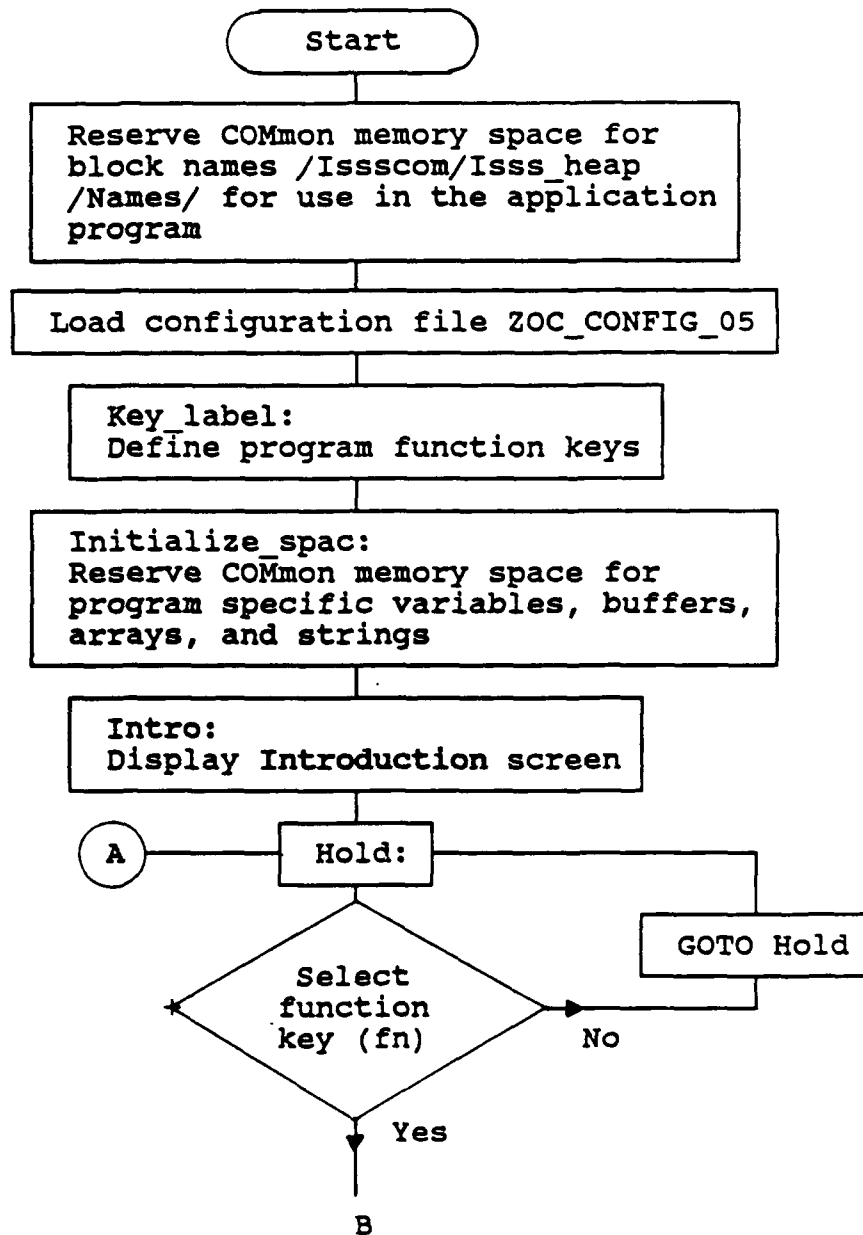 Start
Reserve COMmon memory space for
block names /Issscom/Isss_heap
/Names/ for use in the application
program
Load configuration file ZOC_CONFIG_05
Key_label:
Define program function keys
Initialize_spac:
Reserve COMmon memory space for
program specific variables, buffers,
arrays, and strings
Intro:
Display Introduction screen
A
Hold:
GOTO Hold
Select
function
key (fn)
No
Yes
B